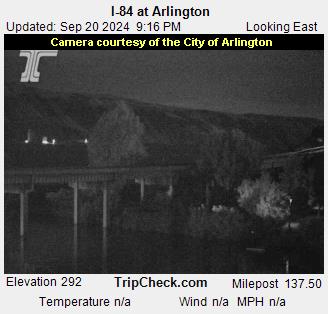 I-84 at Arlington
Updated: Sep 20 2024 9:16 PM Looking East
Camera courtesy of the City of Arlington
Elevation 292 TripCheck.com Milepost 137.50
Temperature n/a Wind n/a MPH n/a